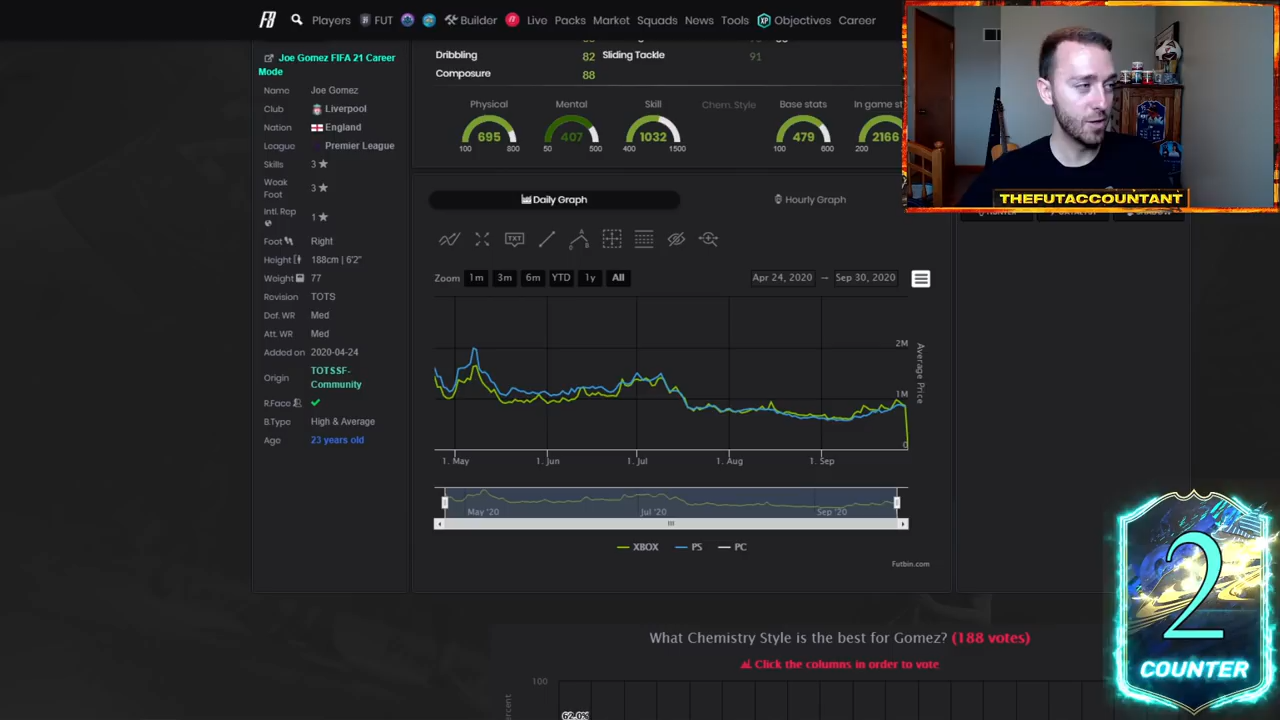 F8 Players FUT Builder Live Packs Market Squads News Tools XP Objectives Career
Joe Gomez FIFA 21 Career
Mode
Name Joe Gomez
Club Liverpool
Nation England
League Premier League
Skills 3★
Weak
Foot 3★
Intl. Rep 1★
Foot Right
Height 188cm | 6'2"
Weight 77
Revision TOTS
Def. WR Med
Att. WR Med
Added on 2020-04-24
Origin TOTSSF-
Community
R.Face
B.Type High & Average
Age 23 years old
Dribbling 82 Sliding Tackle 91
Composure 88
Physical Mental Skill Chem. Style Base stats In game st
695 407 1032 479 2166
100 800 50 500 400 1500 100 600 200
Daily Graph Hourly Graph
TXT
Zoom 1m 3m 6m YTD 1y All Apr 24, 2020 → Sep 30, 2020
2M
1M
0
Average Price
1. May 1. Jun 1. Jul 1. Aug 1. Sep
May '20 Jul '20 Sep '20
XBOX PS PC
Futbin.com
What Chemistry Style is the best for Gomez? (188 votes)
Click the columns in order to vote
100
62.0%
THEFUTACCOUNTANT
2
COUNTER